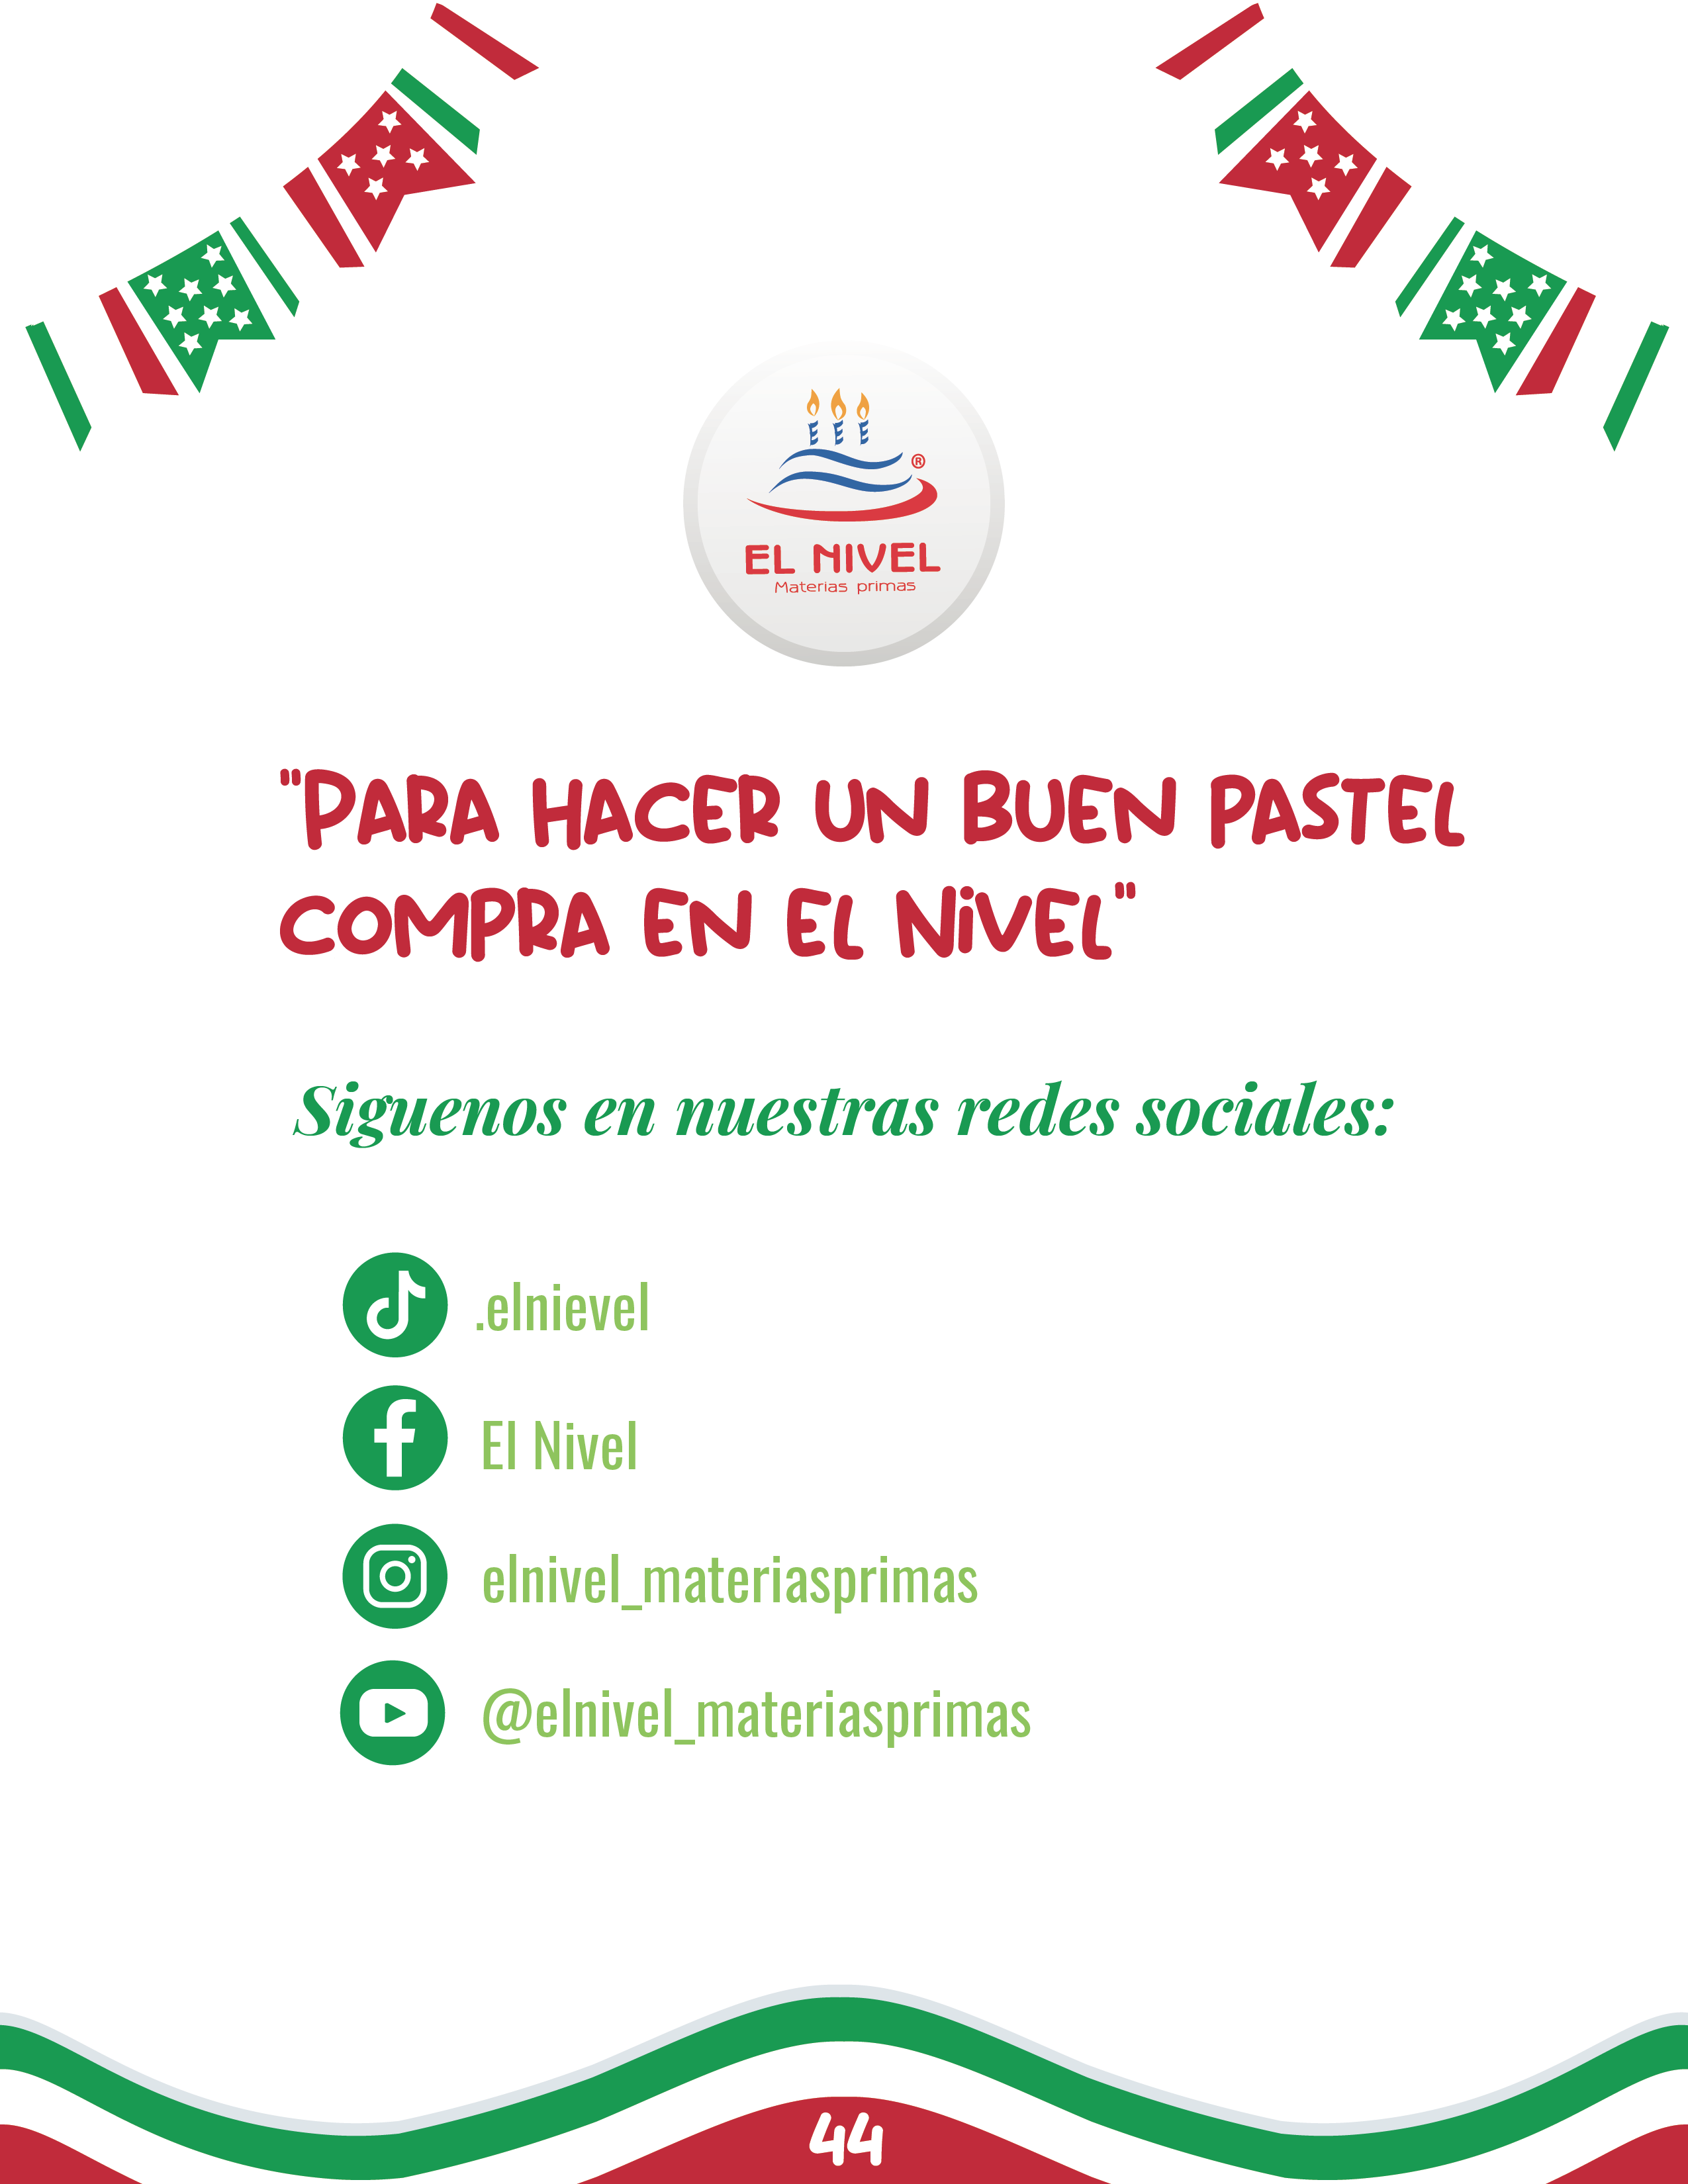 ®
EL NIVEL
Materias primas
"PARA HACER UN BUEN PASTEL
COMPRA EN EL NiVEL"
Siguenos en nuestras redes sociales:
.elnievel
El Nivel
elnivel_materiasprimas
@elnivel_materiasprimas
44